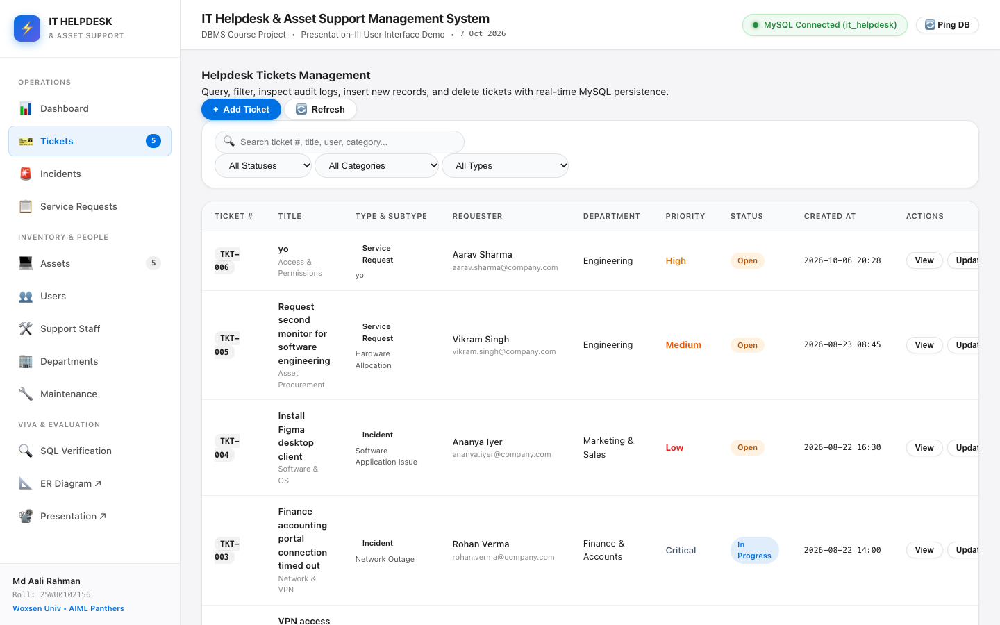 IT HELPDESK
& ASSET SUPPORT
OPERATIONS
Dashboard
Tickets 5
Incidents
Service Requests
INVENTORY & PEOPLE
Assets 5
Users
Support Staff
Departments
Maintenance
VIVA & EVALUATION
SQL Verification
ER Diagram ↗
Presentation ↗
Md Aali Rahman
Roll: 25WU0102156
Woxsen Univ • AIML Panthers
IT Helpdesk & Asset Support Management System
DBMS Course Project • Presentation-III User Interface Demo • 7 Oct 2026
MySQL Connected (it_helpdesk)
Ping DB
Helpdesk Tickets Management
Query, filter, inspect audit logs, insert new records, and delete tickets with real-time MySQL persistence.
+ Add Ticket
Refresh
Search ticket #, title, user, category...
All Statuses
All Categories
All Types
TICKET # TITLE TYPE & SUBTYPE REQUESTER DEPARTMENT PRIORITY STATUS CREATED AT ACTIONS
TKT-
006
yo
Access &
Permissions
Service
Request
yo
Aarav Sharma
aarav.sharma@company.com
Engineering
High
Open
2026-10-06 20:28
View
Updat
TKT-
005
Request
second
monitor for
software
engineering
Asset
Procurement
Service
Request
Hardware
Allocation
Vikram Singh
vikram.singh@company.com
Engineering
Medium
Open
2026-08-23 08:45
View
Updat
TKT-
004
Install
Figma
desktop
client
Software &
OS
Incident
Software
Application Issue
Ananya Iyer
ananya.iyer@company.com
Marketing &
Sales
Low
Open
2026-08-22 16:30
View
Updat
TKT-
003
Finance
accounting
portal
connection
timed out
Network &
VPN
Incident
Network Outage
Rohan Verma
rohan.verma@company.com
Finance &
Accounts
Critical
In
Progress
2026-08-22 14:00
View
Updat
VPN access